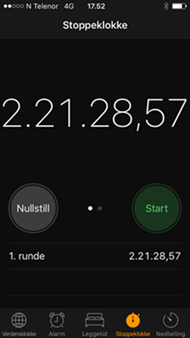 N Telenor 4G 17.52
Stoppeklokke
2.21.28,57
Nullstill Start
1. runde 2.21.28,57
Verdensklokke Alarm Leggetid Stoppeklokke Nedtelling